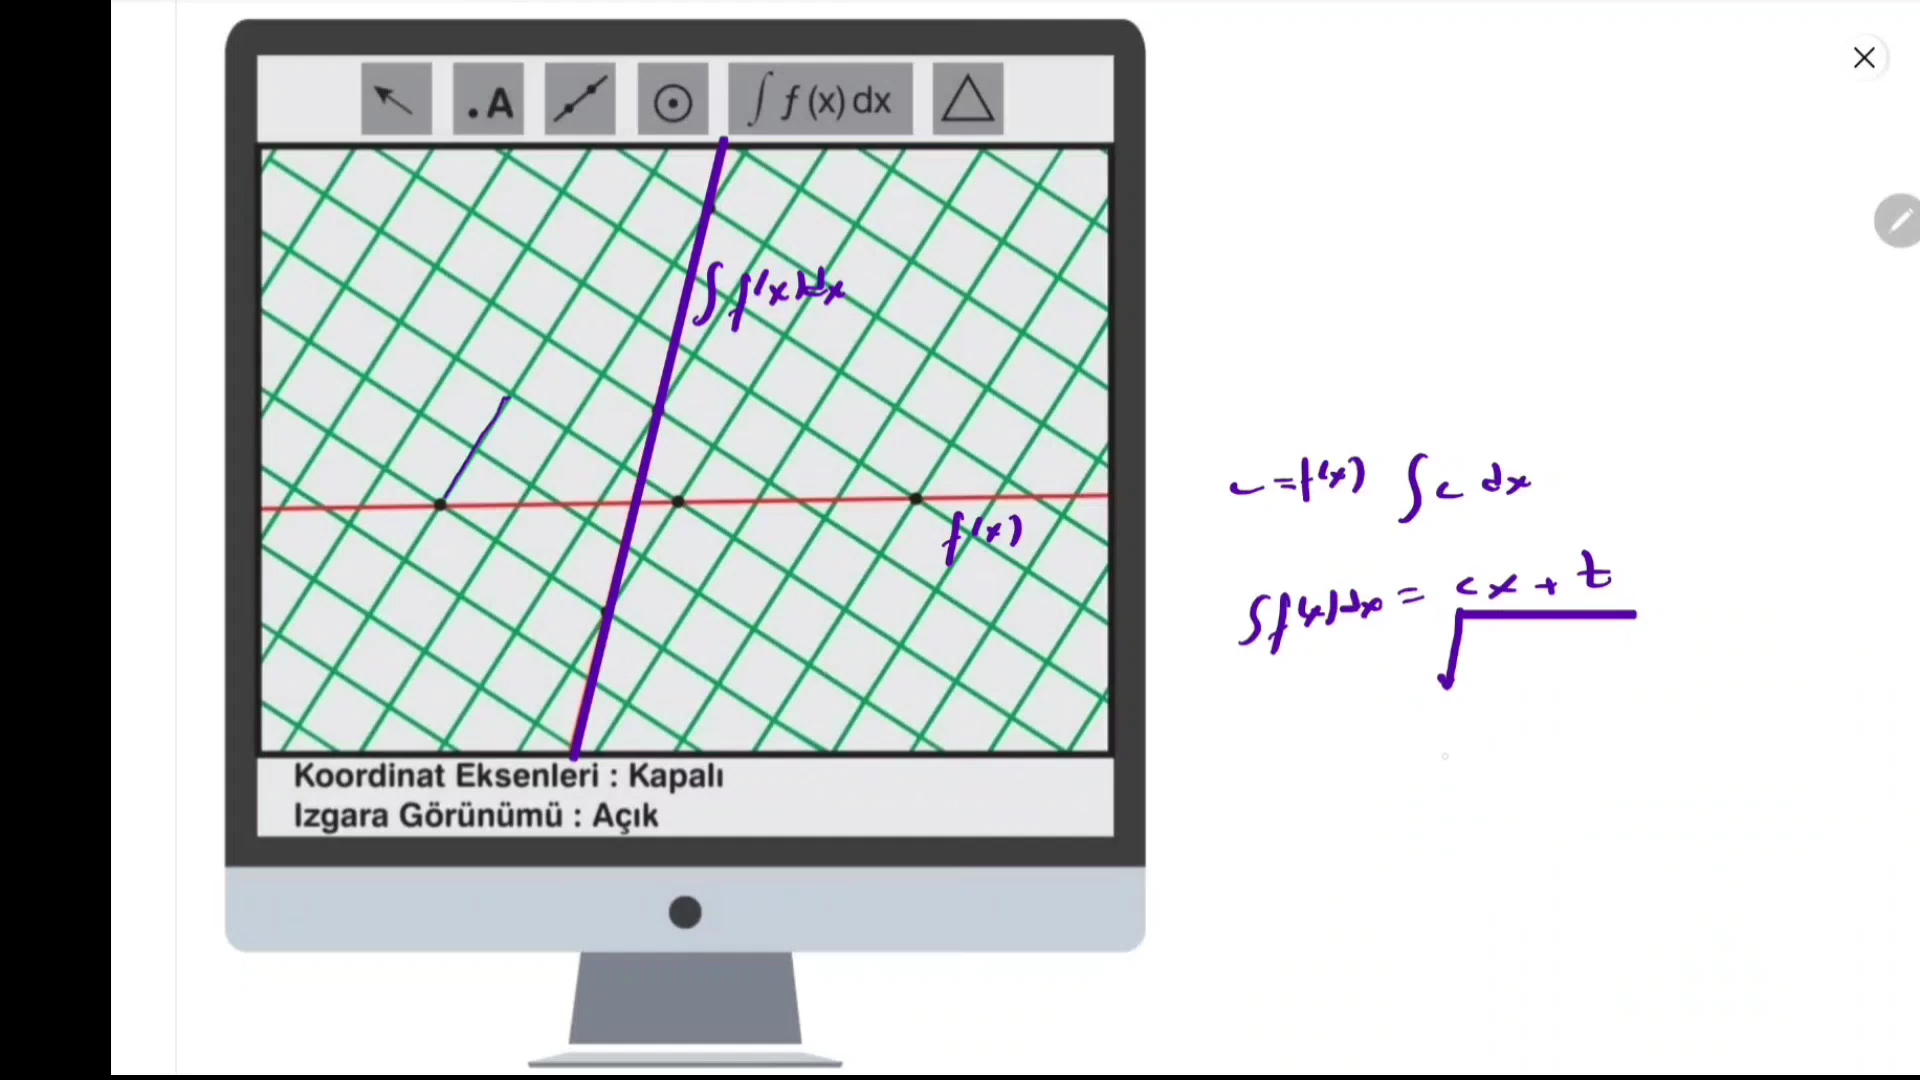 .A ∫ f (x) dx
∫ f(x)dx
f(x)
c = f(x) ∫ c dx
∫ f(x)dx = cx + t
Koordinat Eksenleri : Kapalı
Izgara Görünümü : Açık